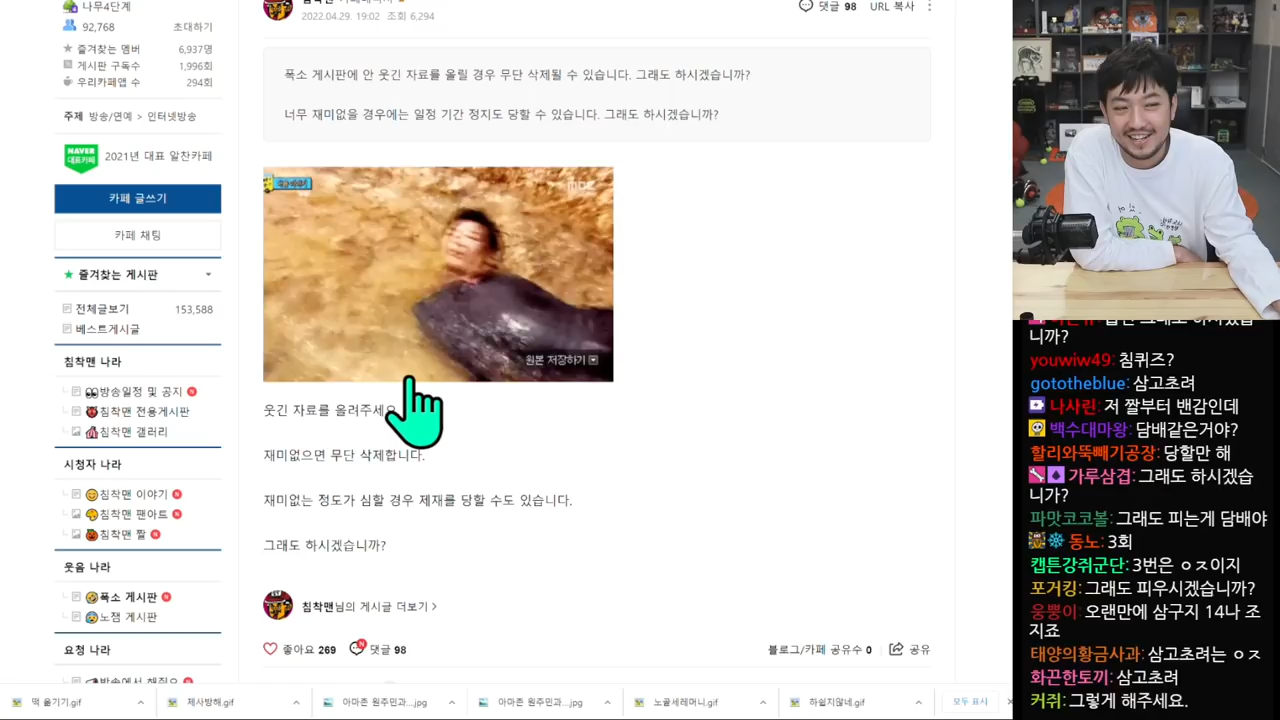 나무4단계
2022.04.29. 19:02 조회 6,294
댓글 98 URL 복사
92,768 초대하기
즐겨찾는 멤버 6,937명
게시판 구독수 1,996회
우리카페앱 수 294회
주제 방송/연예 > 인터넷방송
NAVER
대표카페
2021년 대표 알찬카페
카페 글쓰기
카페 채팅
즐겨찾는 게시판
전체글보기 153,588
베스트게시글
침착맨 나라
방송일정 및 공지 N
침착맨 전용게시판
침착맨 갤러리
시청자 나라
침착맨 이야기 N
침착맨 팬아트 N
침착맨 짤 N
웃음 나라
폭소 게시판 N
노잼 게시판
요청 나라
방송에서 해줘요 N
폭소 게시판에 안 웃긴 자료를 올릴 경우 무단 삭제될 수 있습니다. 그래도 하시겠습니까?
너무 재미없을 경우에는 일정 기간 정지도 당할 수 있습니다. 그래도 하시겠습니까?
MBC
원본 저장하기
웃긴 자료를 올려주세요
재미없으면 무단 삭제합니다.
재미없는 정도가 심할 경우 제재를 당할 수도 있습니다.
그래도 하시겠습니까?
침착맨님의 게시글 더보기 >
좋아요 269 댓글 98
블로그/카페 공유수 0 공유
니까?
youwiw49: 침퀴즈?
gototheblue: 삼고초려
나사린: 저 짤부터 밴감인데
백수대마왕: 담배같은거야?
할리와뚝빼기공장: 당할만 해
가루삼겹: 그래도 하시겠습
니가?
파맛코코볼: 그래도 피는게 담배야
동노: 3회
캡튼강쥐군단: 3번은 ㅇㅈ이지
포거킹: 그래도 피우시겠습니까?
웅뿡이: 오랜만에 삼구지 14나 조
지죠
태양의황금사과: 삼고초려는 ㅇㅈ
화끈한토끼: 삼고초려
커쥐: 그렇게 해주세요.
떡 옮기기.gif
제사방해.gif
아마존 원주민과....jpg
아마존 원주민과....jpg
노골세레머니.gif
하쉴지않네.gif
모두 표시